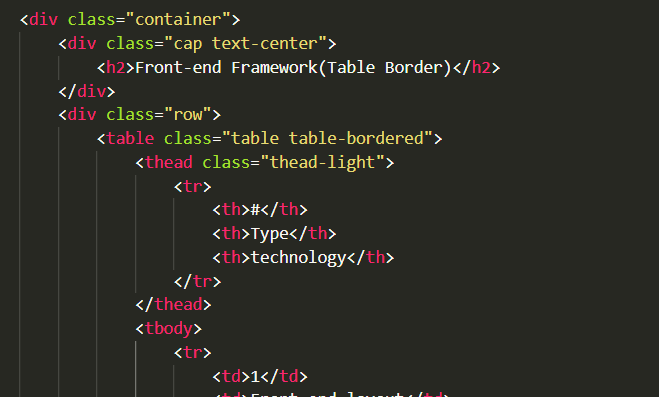 <div class="container">
<div class="cap text-center">
<h2>Front-end Framework(Table Border)</h2>
</div>
<div class="row">
<table class="table table-bordered">
<thead class="thead-light">
<tr>
<th>#</th>
<th>Type</th>
<th>technology</th>
</tr>
</thead>
<tbody>
<tr>
<td>1</td>
<td>Front-end layout</td>